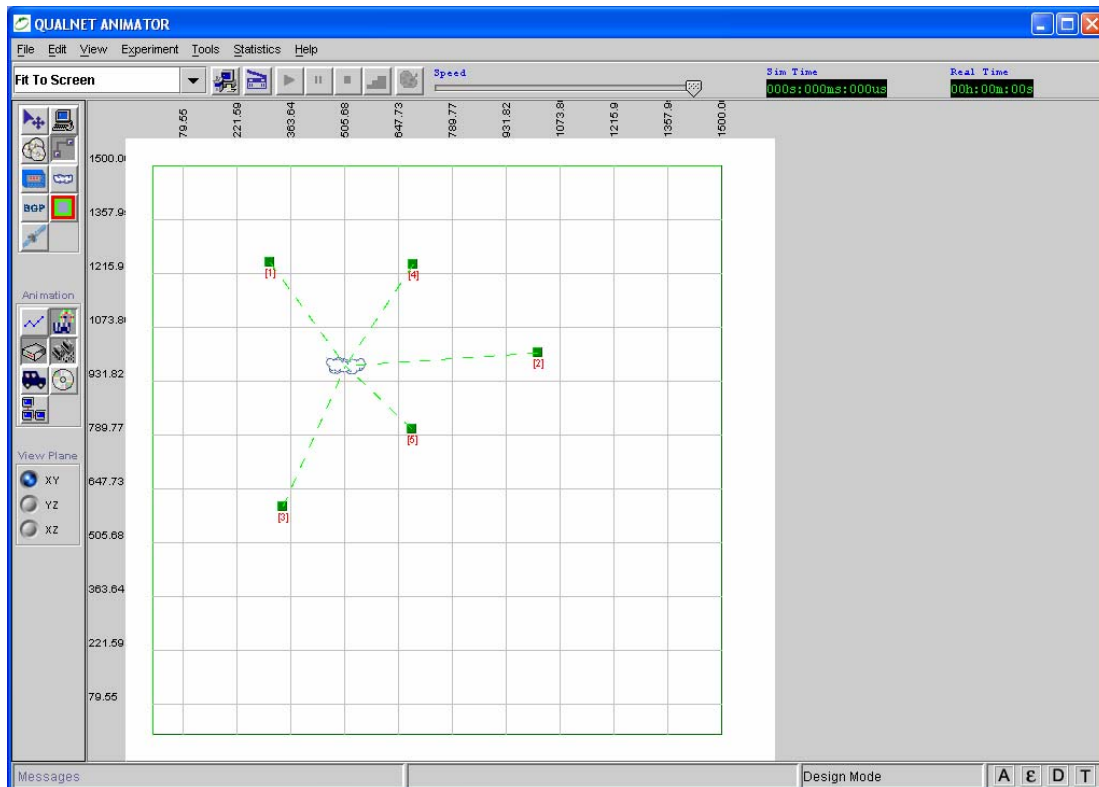 QUALNET ANIMATOR
File Edit View Experiment Tools Statistics Help
Fit To Screen
Speed
Sim Time
Real Time
000s:000ms:000us
00h:00m:00s
79.55
221.59
363.64
505.68
647.73
789.77
931.82
1073.8
1215.9
1357.9
1500.0
1500.0
1357.9
1215.9
1073.8
931.82
789.77
647.73
505.68
363.64
221.59
79.55
BGP
Animation
View Plane
XY
YZ
XZ
[1]
[4]
[2]
[5]
[3]
Messages
Design Mode
A ε D T